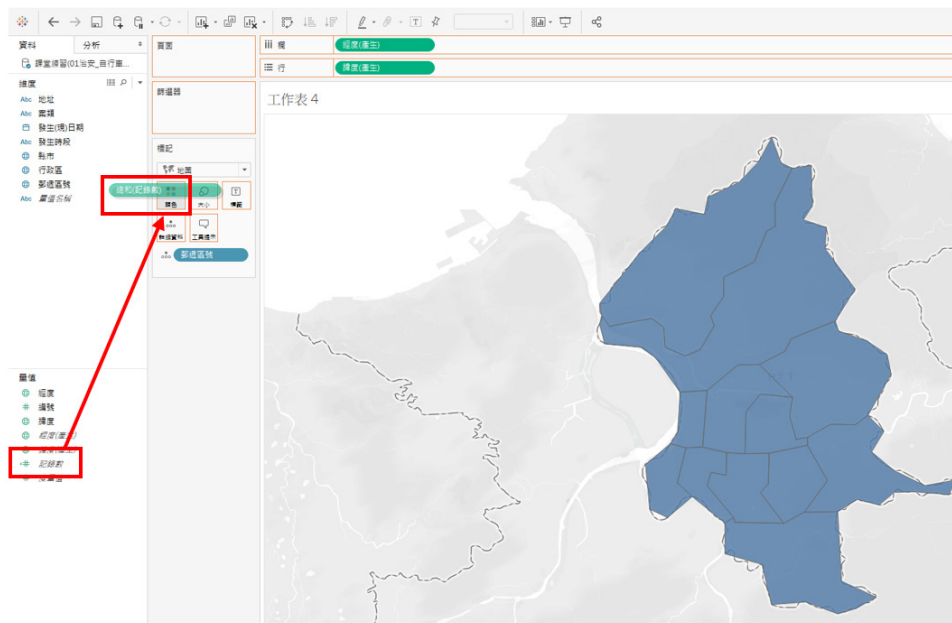 資料
分析
課堂練習(01治安_自行車...
維度
Abc 地址
Abc 案類
發生(現)日期
Abc 發生時段
縣市
行政區
郵遞區號
Abc 量值名稱
量值
經度
編號
緯度
經度(產生)
緯度(產生)
記錄數
度量值
頁面
篩選器
標記
地圖
總和(記錄數)
顏色
大小
標籤
詳細資料
工具提示
郵遞區號
欄
經度(產生)
行
緯度(產生)
工作表 4